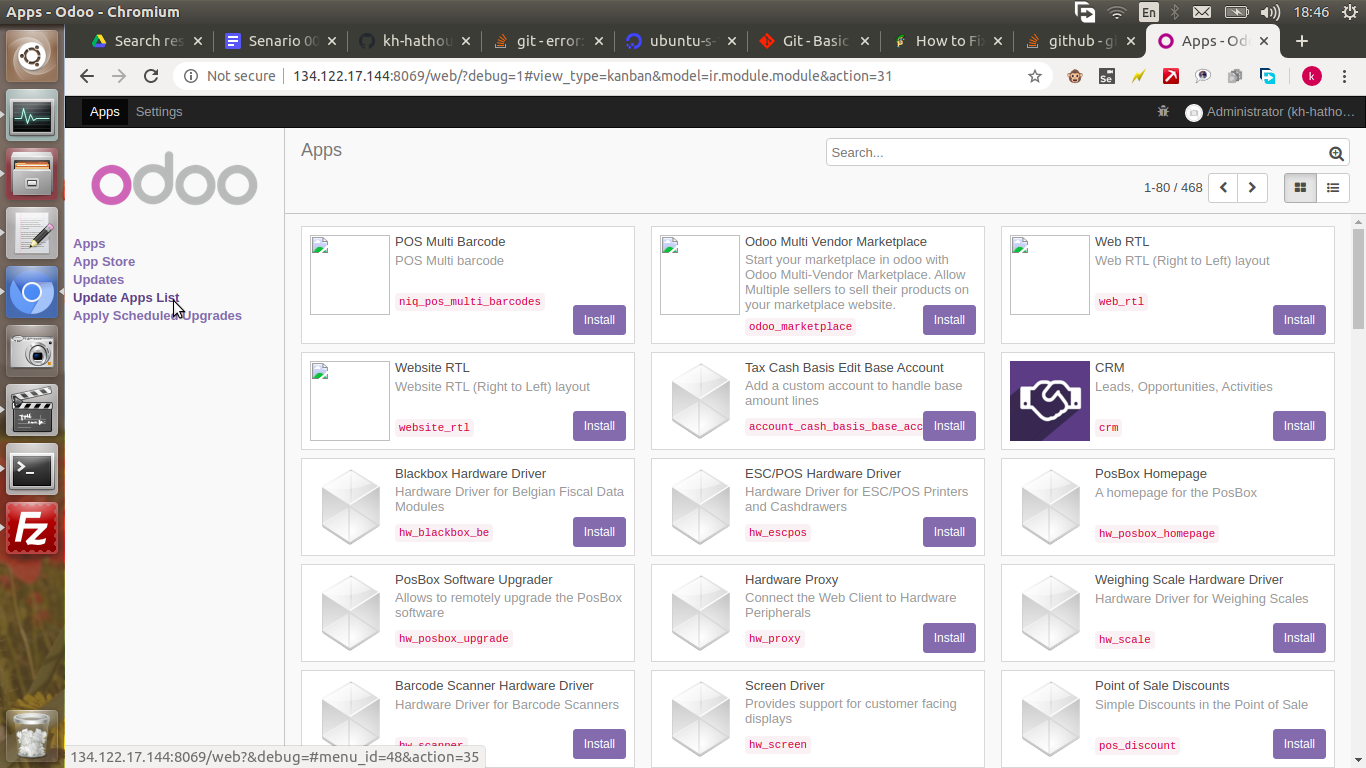 Apps - Odoo - Chromium
En
18:46
Search res
Senario 00
kh-hathou
git - error:
ubuntu-s-
Git - Basic
How to Fix
github - gi
Apps - Odo
Not secure
134.122.17.144:8069/web/?debug=1#view_type=kanban&model=ir.module.module&action=31
Se
k
Apps
Settings
Administrator (kh-hatho...
odoo
Apps
App Store
Updates
Update Apps List
Apply Scheduled Upgrades
Apps
Search...
1-80 / 468
POS Multi Barcode
POS Multi barcode
niq_pos_multi_barcodes
Install
Odoo Multi Vendor Marketplace
Start your marketplace in odoo with
Odoo Multi-Vendor Marketplace. Allow
Multiple sellers to sell their products on
your marketplace website.
odoo_marketplace
Install
Web RTL
Web RTL (Right to Left) layout
web_rtl
Install
Website RTL
Website RTL (Right to Left) layout
website_rtl
Install
Tax Cash Basis Edit Base Account
Add a custom account to handle base
amount lines
account_cash_basis_base_acc
Install
CRM
Leads, Opportunities, Activities
crm
Install
Blackbox Hardware Driver
Hardware Driver for Belgian Fiscal Data
Modules
hw_blackbox_be
Install
ESC/POS Hardware Driver
Hardware Driver for ESC/POS Printers
and Cashdrawers
hw_escpos
Install
PosBox Homepage
A homepage for the PosBox
hw_posbox_homepage
PosBox Software Upgrader
Allows to remotely upgrade the PosBox
software
hw_posbox_upgrade
Hardware Proxy
Connect the Web Client to Hardware
Peripherals
hw_proxy
Install
Weighing Scale Hardware Driver
Hardware Driver for Weighing Scales
hw_scale
Install
Barcode Scanner Hardware Driver
Hardware Driver for Barcode Scanners
hw_scanner
Install
Screen Driver
Provides support for customer facing
displays
hw_screen
Install
Point of Sale Discounts
Simple Discounts in the Point of Sale
pos_discount
Install
134.122.17.144:8069/web?&debug=#menu_id=48&action=35